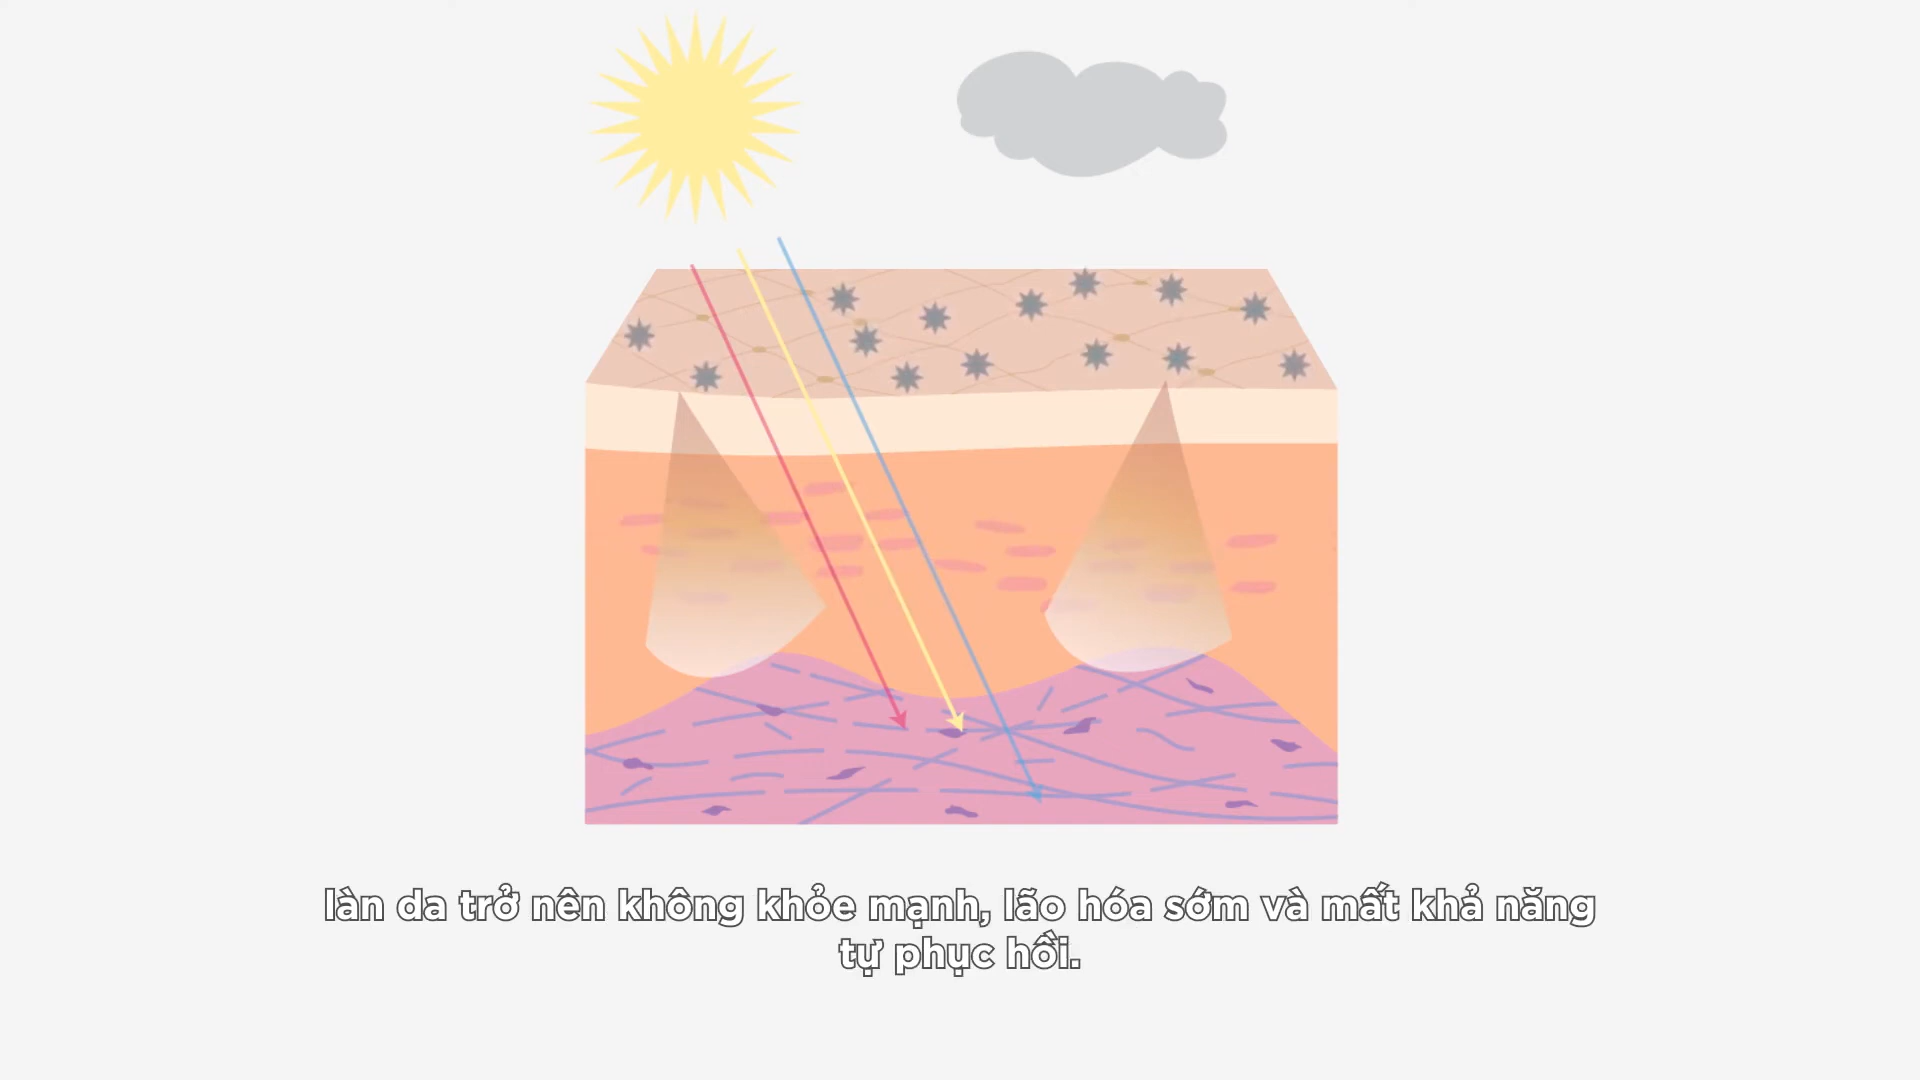 làn da trở nên không khỏe mạnh, lão hóa sớm và mất khả năng
tự phục hồi.